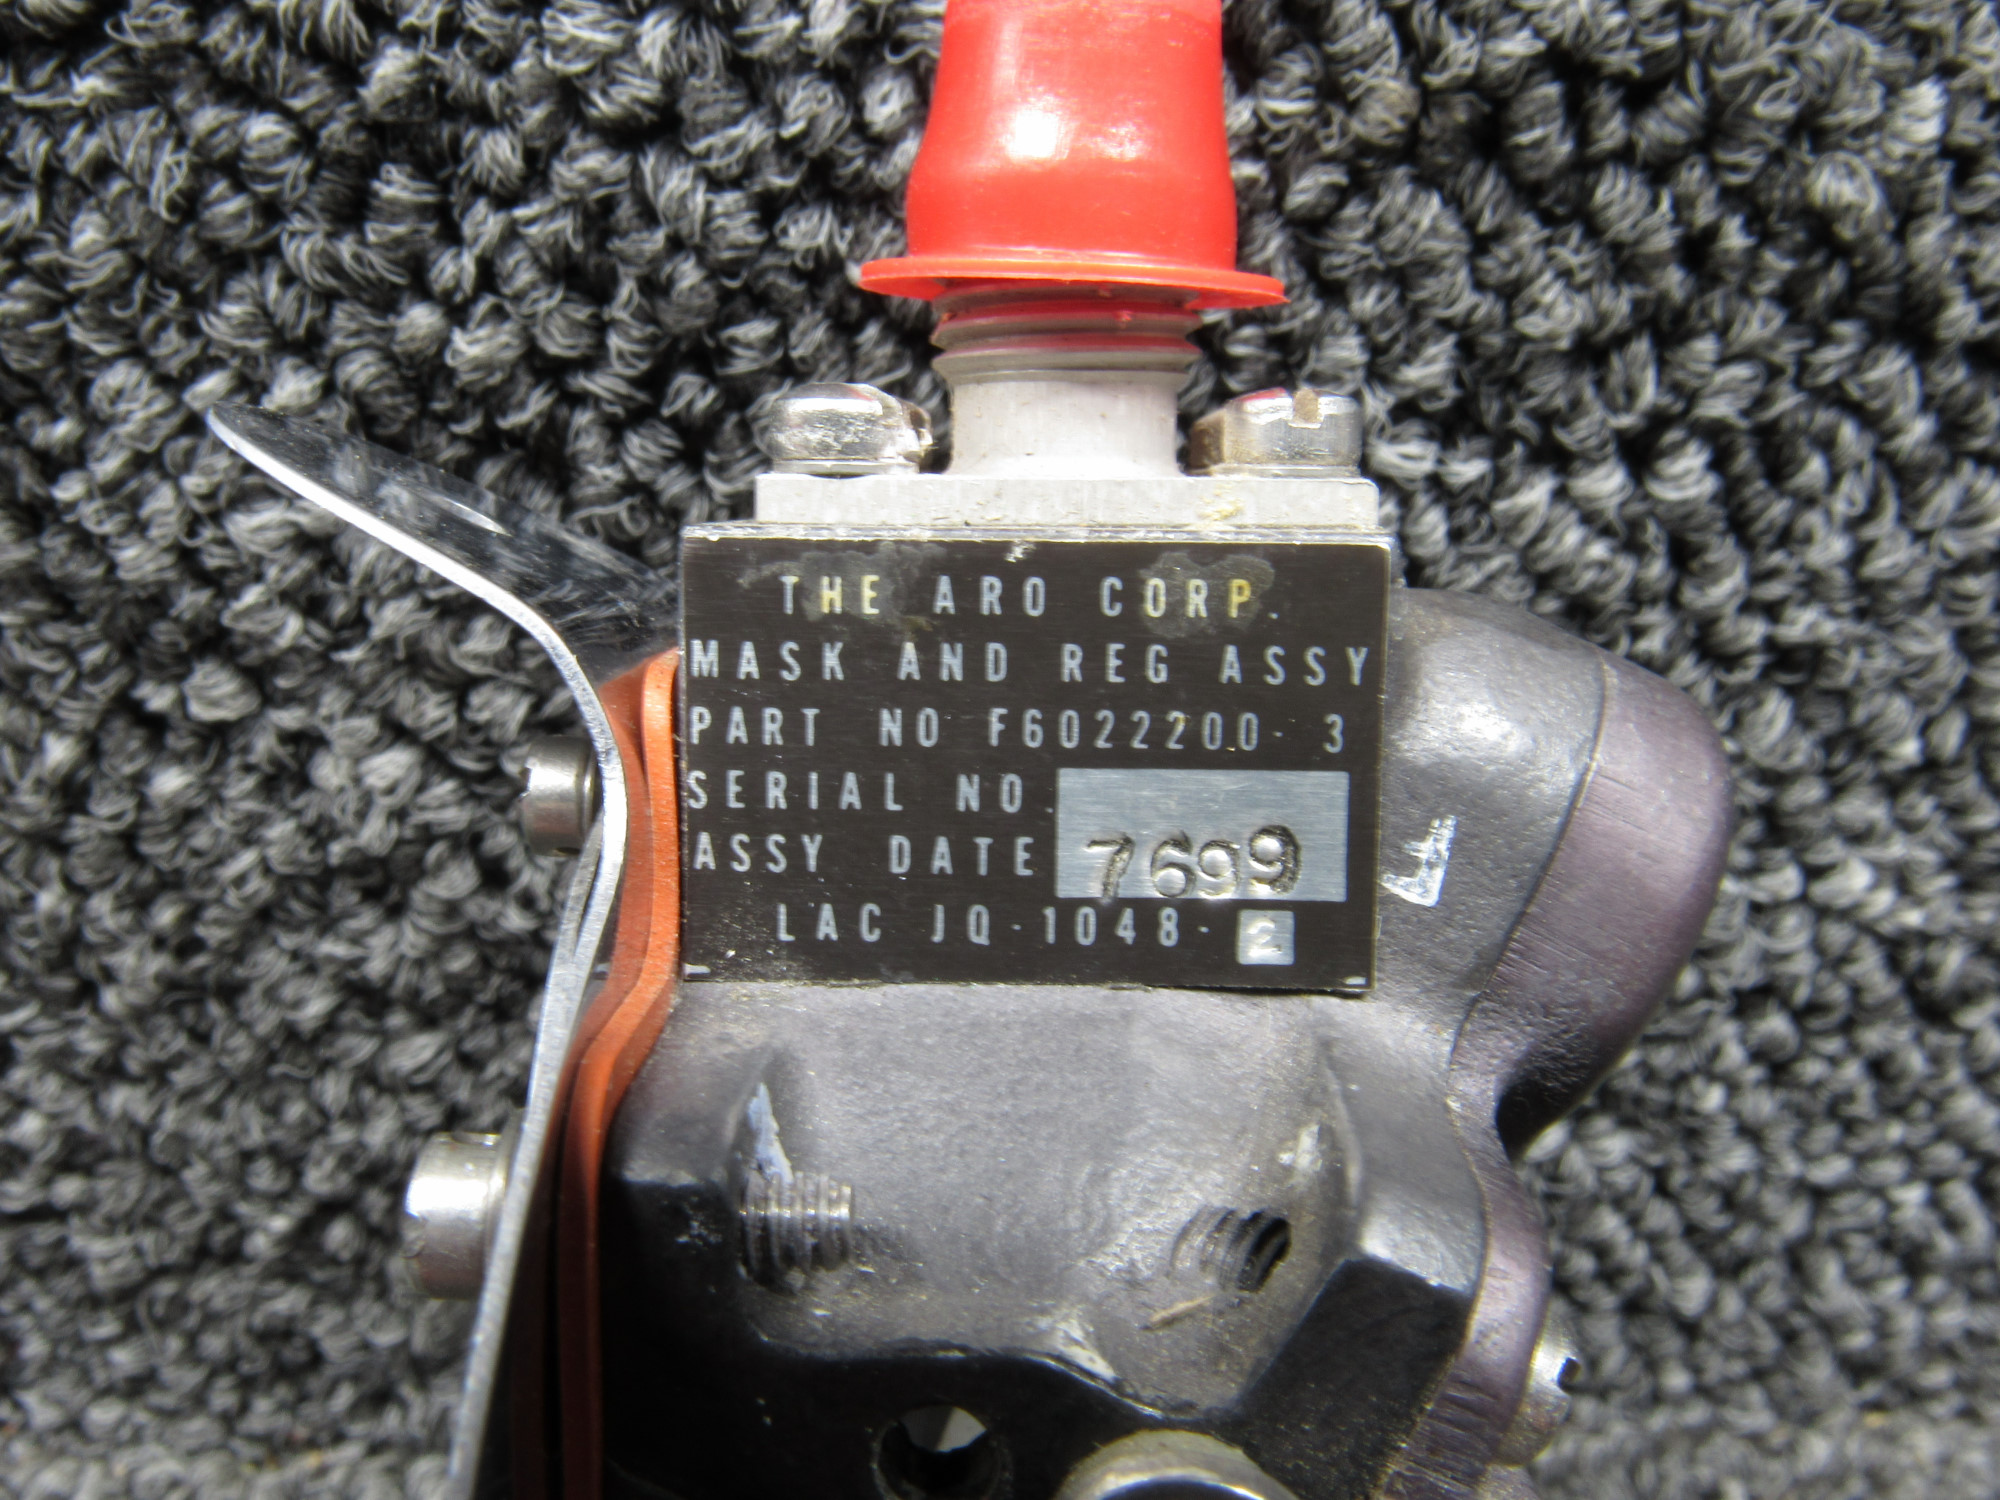 THE ARO CORP.
MASK AND REG ASSY
PART NO F6022200-3
SERIAL NO.
ASSY DATE 7699
LAC JQ-1048-2